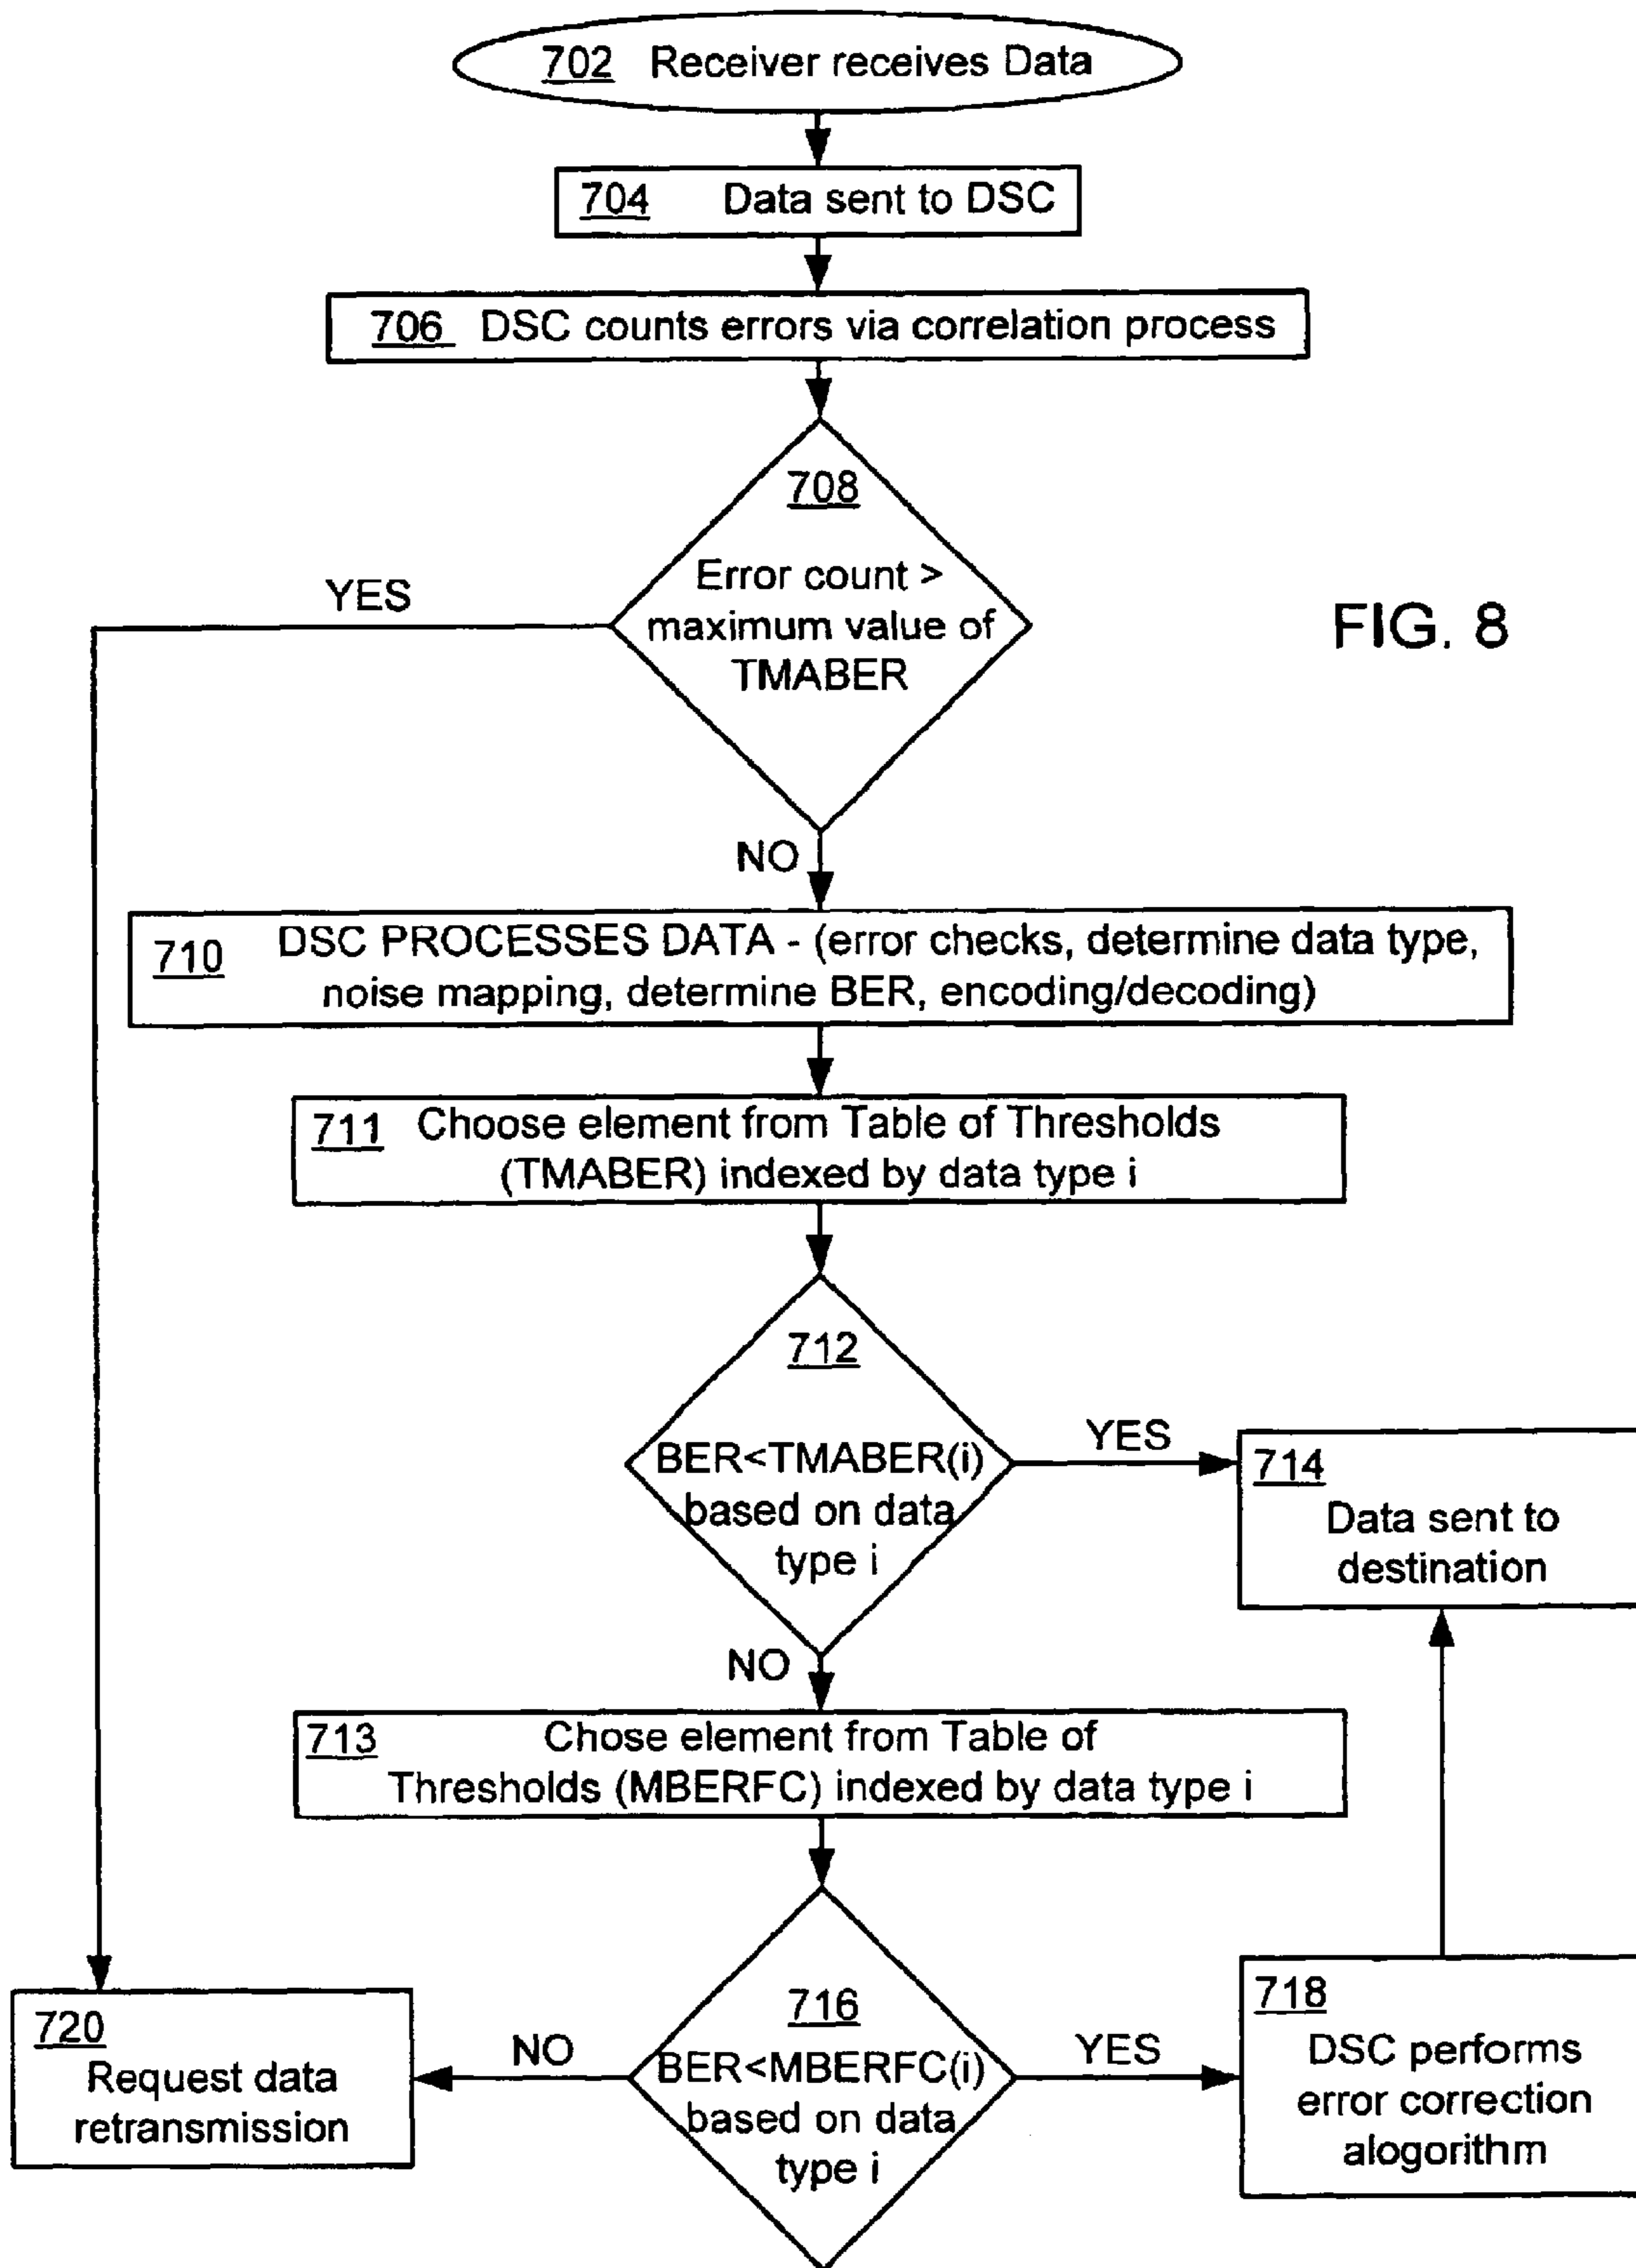 702 Receiver receives Data
704 Data sent to DSC
706 DSC counts errors via correlation process
708
Error count >
maximum value of
TMABER
YES
FIG. 8
NO
710 DSC PROCESSES DATA - (error checks, determine data type,
noise mapping, determine BER, encoding/decoding)
711 Choose element from Table of Thresholds
(TMABER) indexed by data type i
712
BER<TMABER(i)
based on data
type i
YES
714
Data sent to
destination
NO
713 Chose element from Table of
Thresholds (MBERFC) indexed by data type i
716
BER<MBERFC(i)
based on data
type i
NO
720
Request data
retransmission
YES
718
DSC performs
error correction
alogorithm